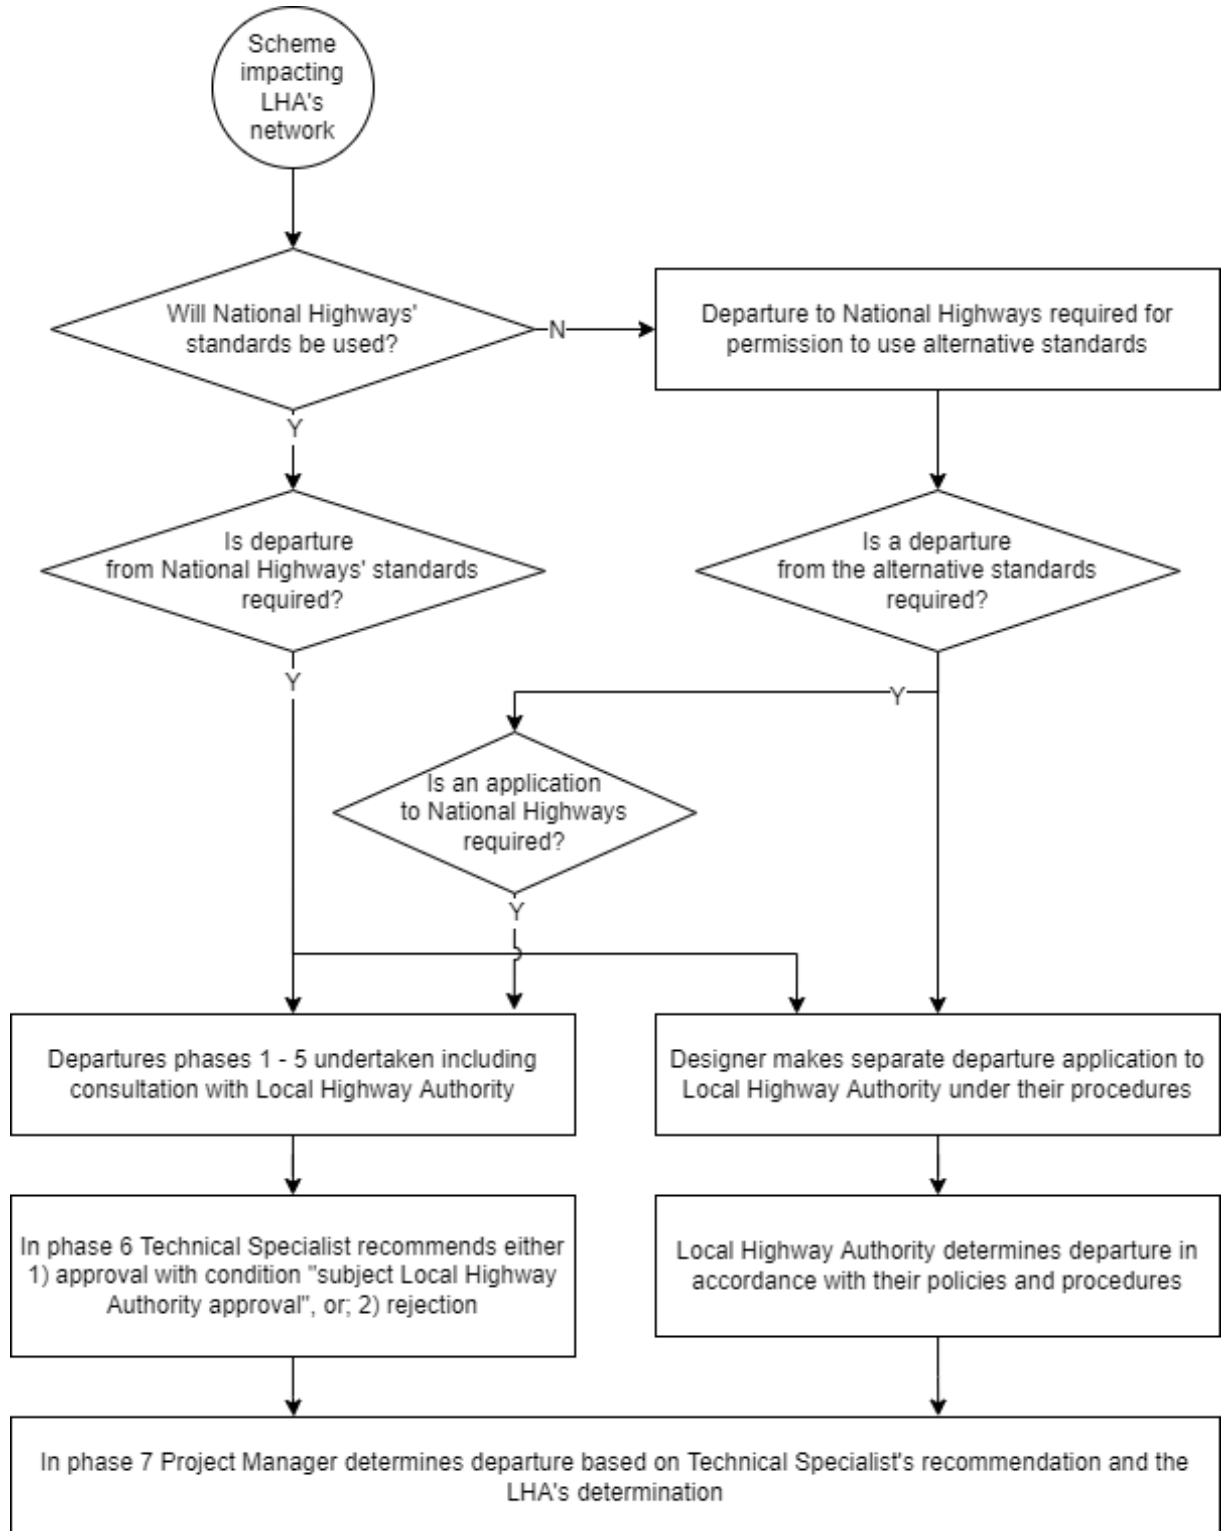 Scheme
impacting
LHA's
network
Will National Highways'
standards be used?
N
Departure to National Highways required for
permission to use alternative standards
Y
Is departure
from National Highways' standards
required?
Is a departure
from the alternative standards
required?
Y
Y
Is an application
to National Highways
required?
Y
Departures phases 1 - 5 undertaken including
consultation with Local Highway Authority
Designer makes separate departure application to
Local Highway Authority under their procedures
In phase 6 Technical Specialist recommends either
1) approval with condition "subject Local Highway
Authority approval", or; 2) rejection
Local Highway Authority determines departure in
accordance with their policies and procedures
In phase 7 Project Manager determines departure based on Technical Specialist's recommendation and the
LHA's determination